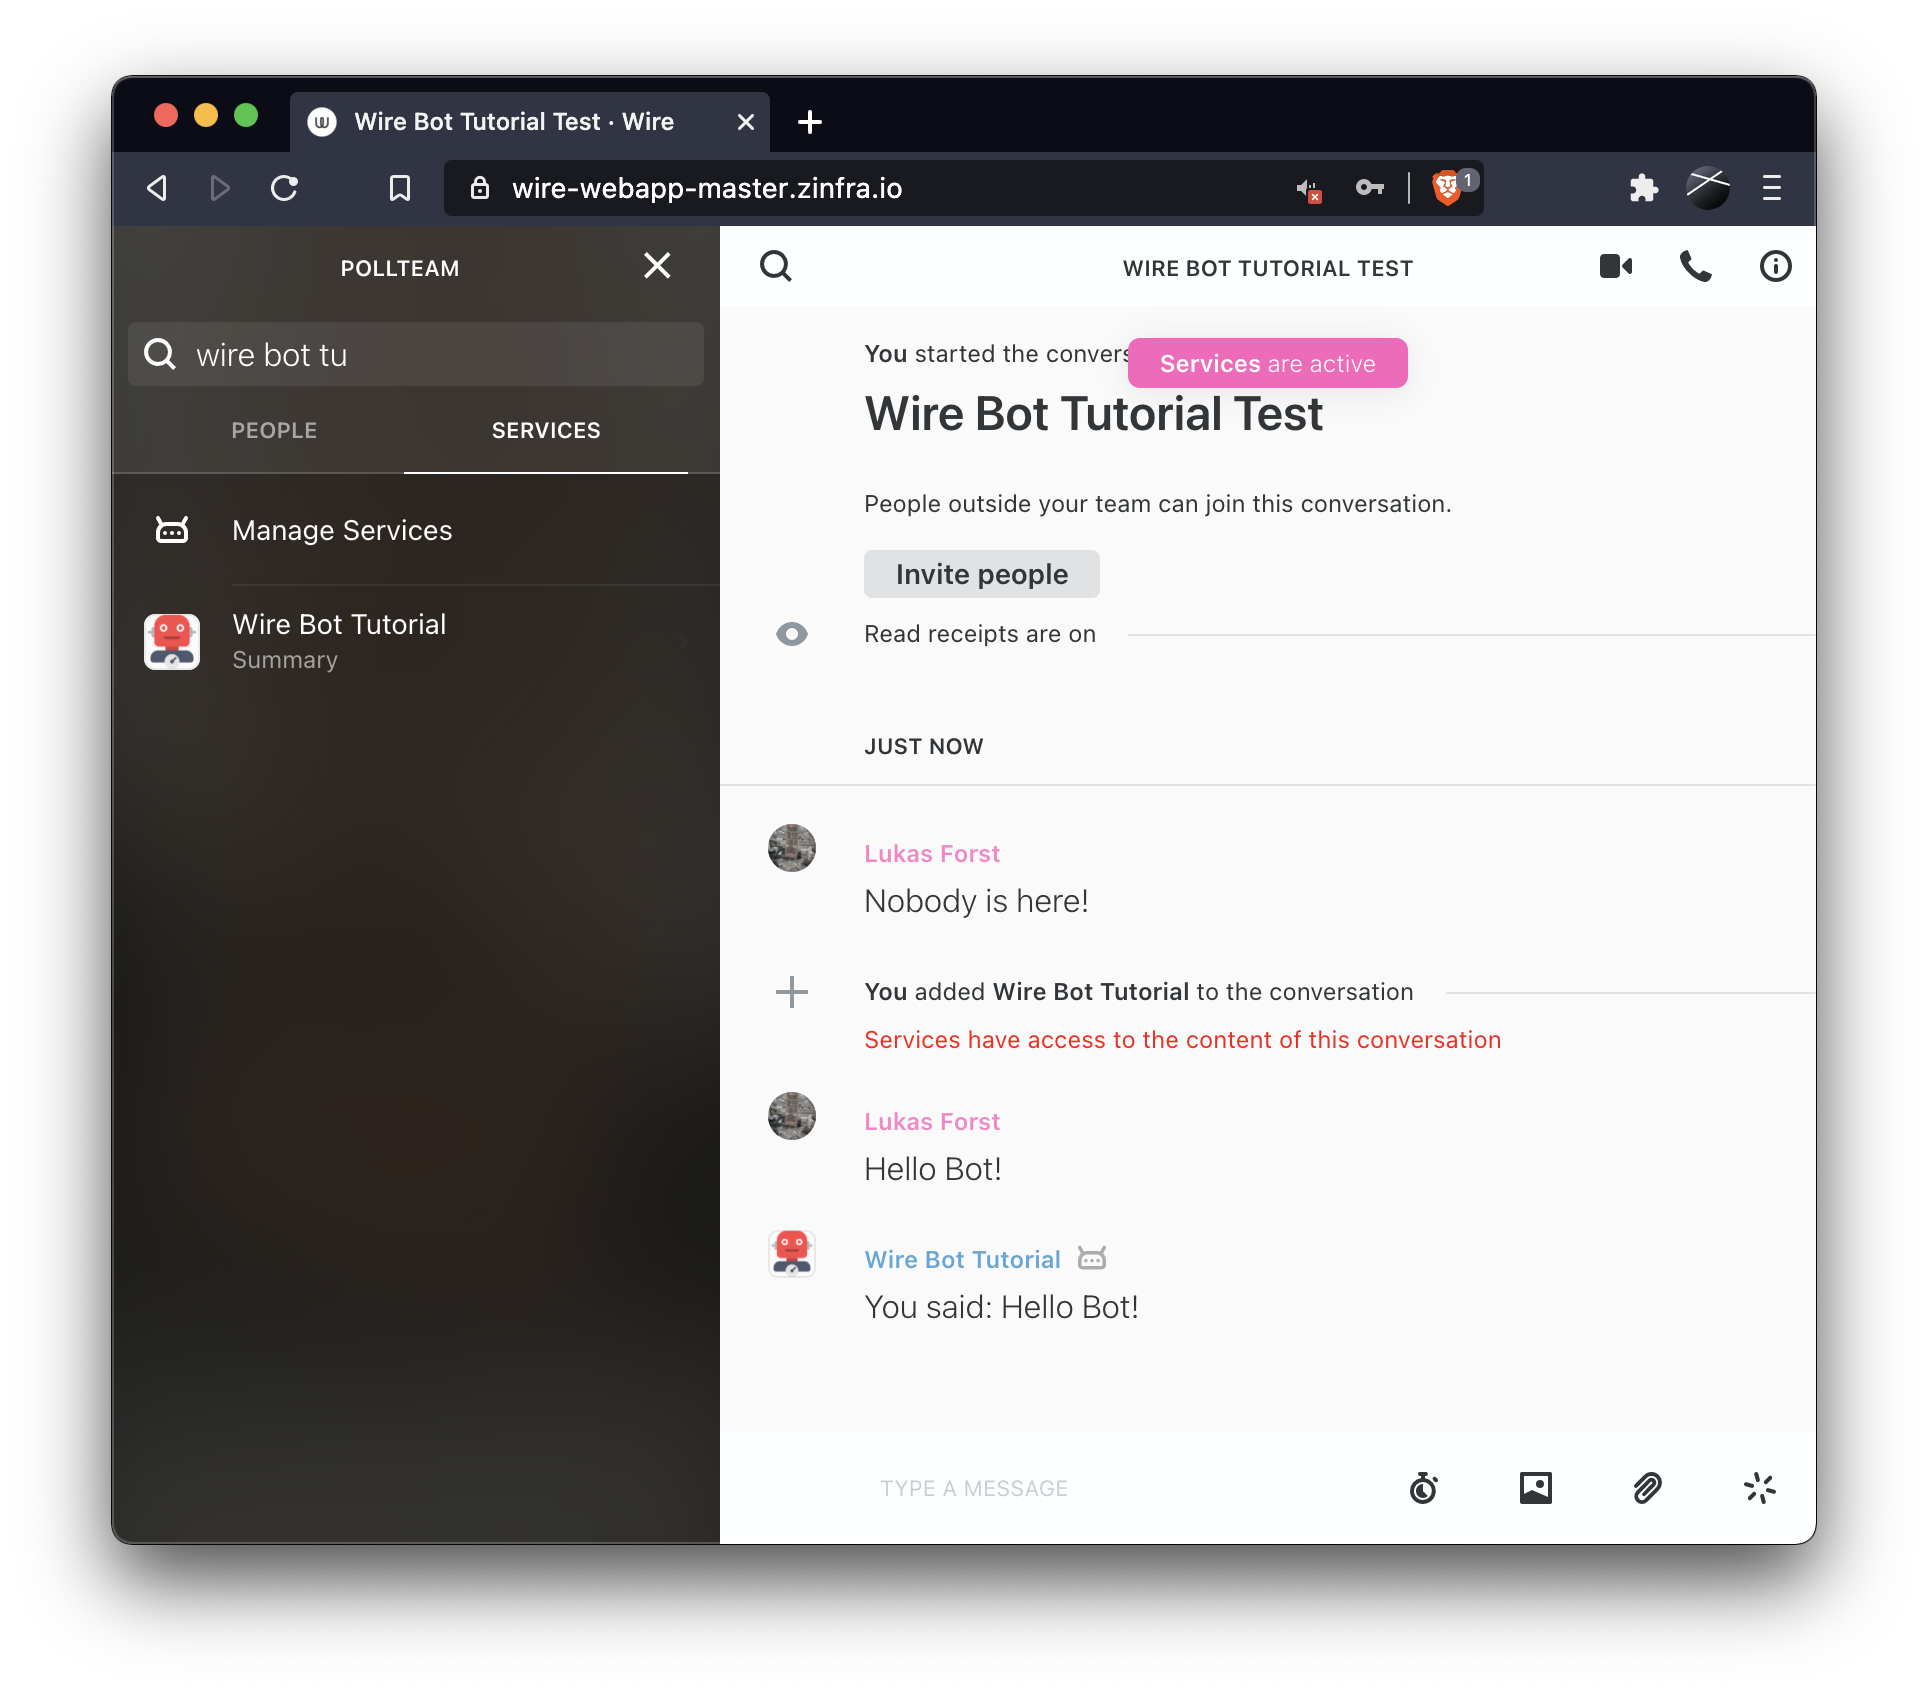 Wire Bot Tutorial Test · Wire
wire-webapp-master.zinfra.io
1
POLLTEAM
wire bot tu
PEOPLE
SERVICES
Manage Services
Wire Bot Tutorial
Summary
WIRE BOT TUTORIAL TEST
You started the convers
Services are active
Wire Bot Tutorial Test
People outside your team can join this conversation.
Invite people
Read receipts are on
JUST NOW
Lukas Forst
Nobody is here!
You added Wire Bot Tutorial to the conversation
Services have access to the content of this conversation
Lukas Forst
Hello Bot!
Wire Bot Tutorial
You said: Hello Bot!
TYPE A MESSAGE